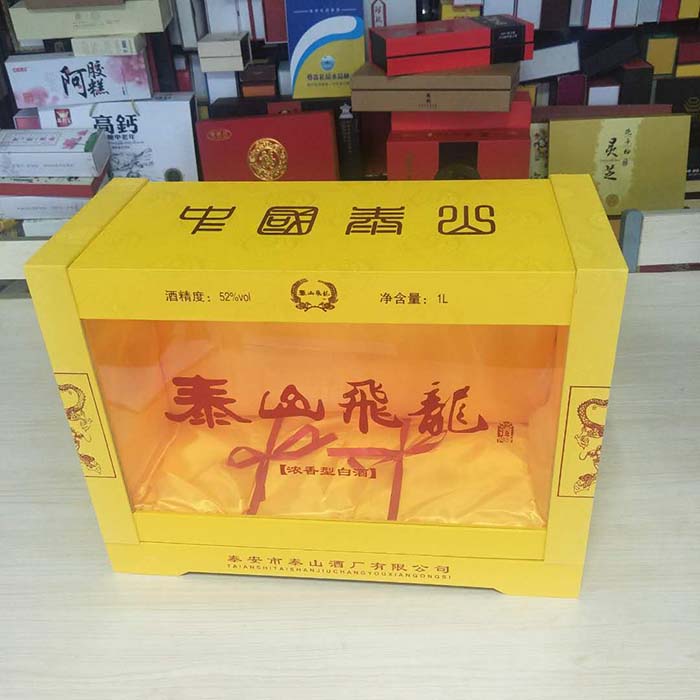 中國泰山
酒精度：52%vol
净含量：1L
泰山飛龍
【浓香型白酒】
泰安市泰山酒厂有限公司
TAIANSHITAISHANJIUCHANGYOUXIANGONGSI
阿胶糕
高鈣
灵芝